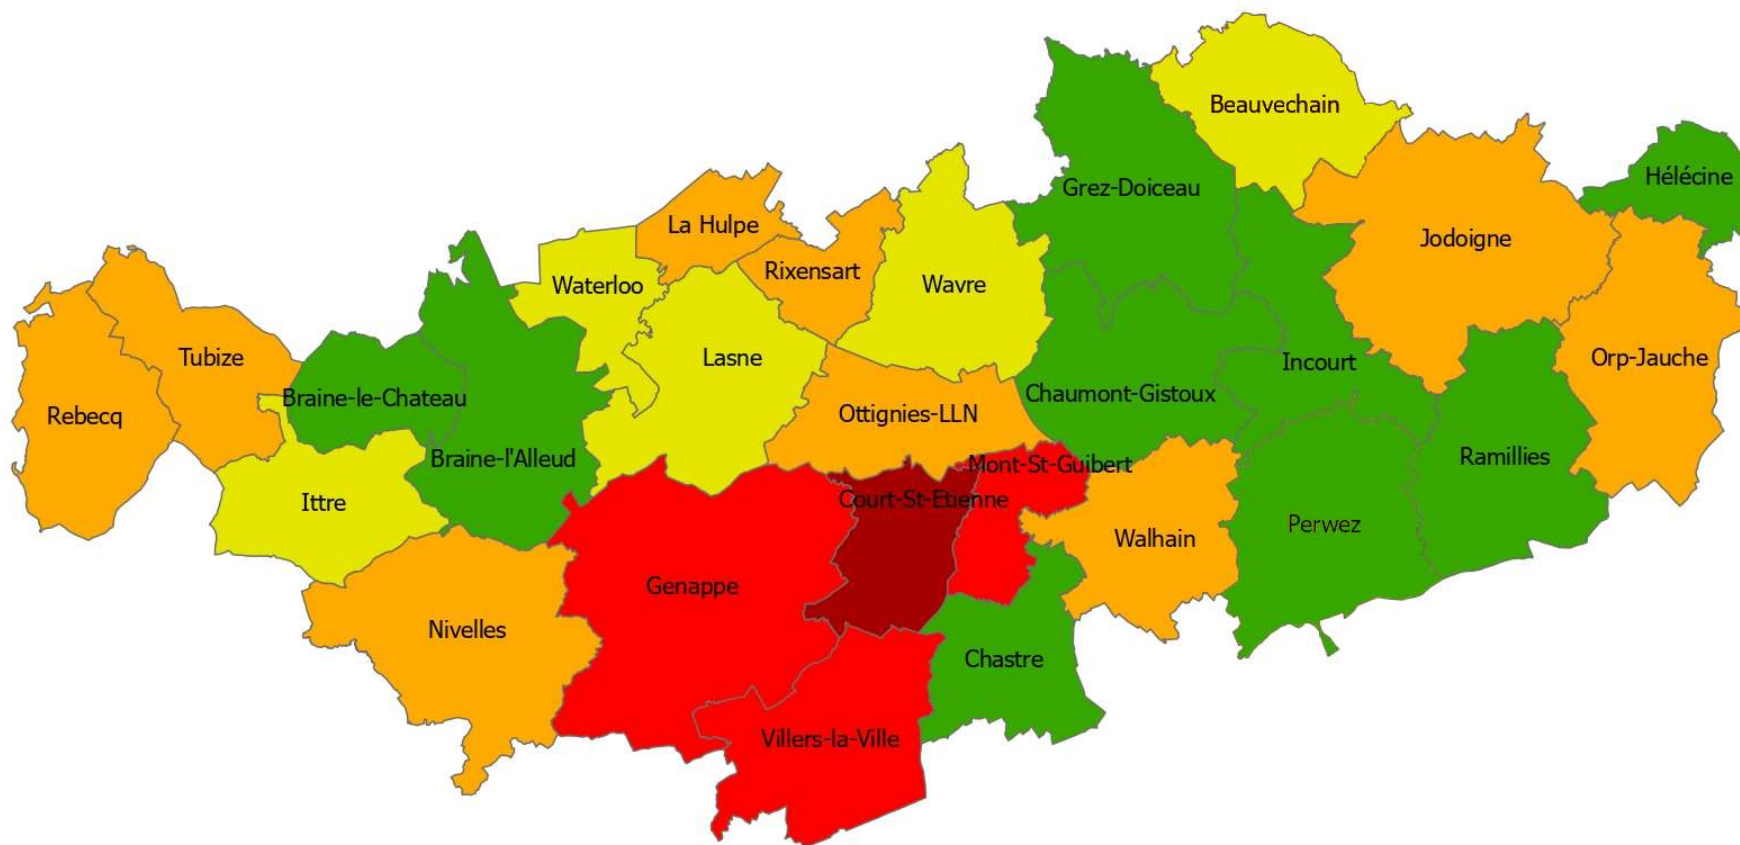 Beauvechain
Hélécine
Grez-Doiceau
La Hulpe
Jodoigne
Rixensart
Waterloo
Wavre
Tubize
Lasne
Orp-Jauche
Incourt
Braine-le-Chateau
Chaumont-Gistoux
Rebecq
Ottignies-LLN
Braine-l'Alleud
Ramillies
Mont-St-Guibert
Ittre
Court-St-Etienne
Perwez
Walhain
Genappe
Nivelles
Chastre
Villers-la-Ville